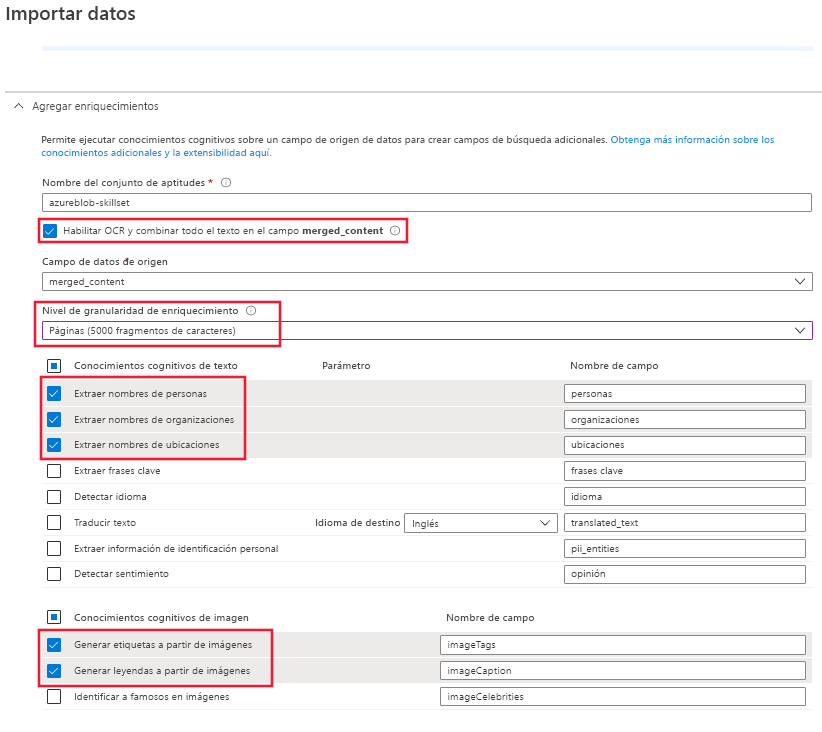 Importar datos
Agregar enriquecimientos
Permite ejecutar conocimientos cognitivos sobre un campo de origen de datos para crear campos de búsqueda adicionales. Obtenga más información sobre los
conocimientos adicionales y la extensibilidad aquí.
Nombre del conjunto de aptitudes *
azureblob-skillset
Habilitar OCR y combinar todo el texto en el campo merged_content
Campo de datos de origen
merged_content
Nivel de granularidad de enriquecimiento
Páginas (5000 fragmentos de caracteres)
Conocimientos cognitivos de texto Parámetro Nombre de campo
Extraer nombres de personas personas
Extraer nombres de organizaciones organizaciones
Extraer nombres de ubicaciones ubicaciones
Extraer frases clave frases clave
Detectar idioma idioma
Traducir texto Idioma de destino Inglés translated_text
Extraer información de identificación personal pii_entities
Detectar sentimiento opinión
Conocimientos cognitivos de imagen Nombre de campo
Generar etiquetas a partir de imágenes imageTags
Generar leyendas a partir de imágenes imageCaption
Identificar a famosos en imágenes imageCelebrities